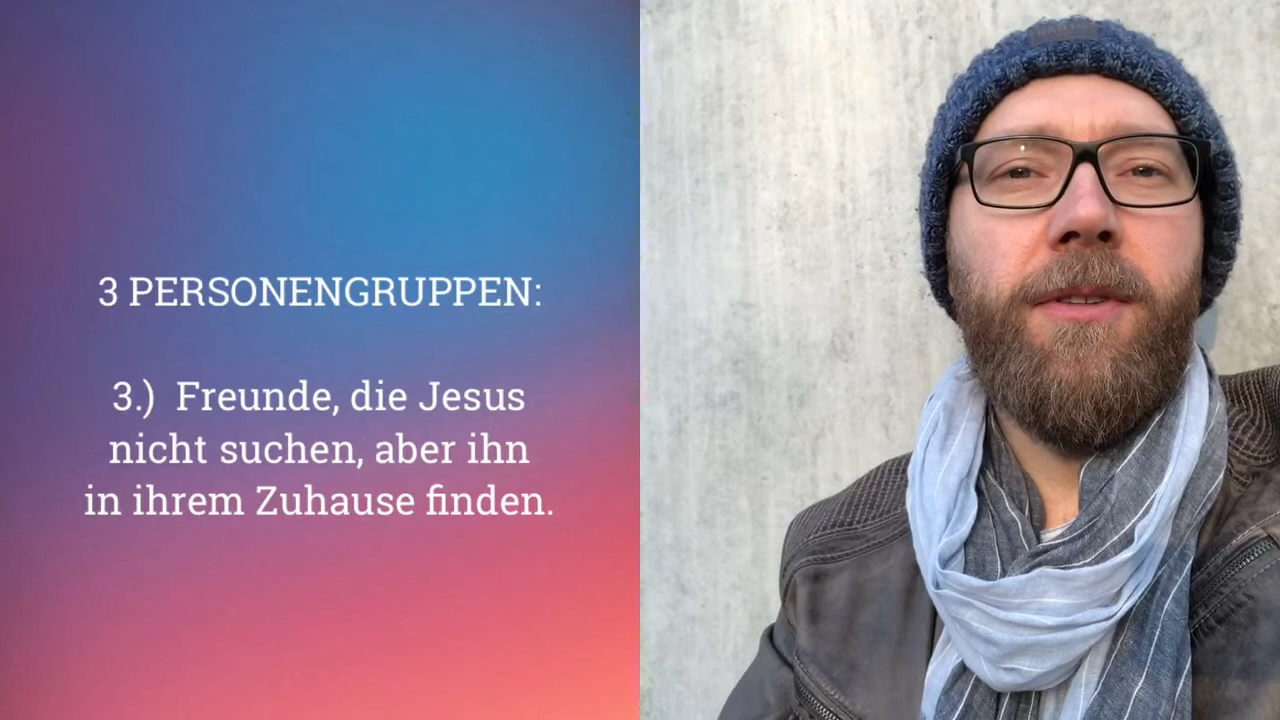 3 PERSONENGRUPPEN:
3.) Freunde, die Jesus
nicht suchen, aber ihn
in ihrem Zuhause finden.